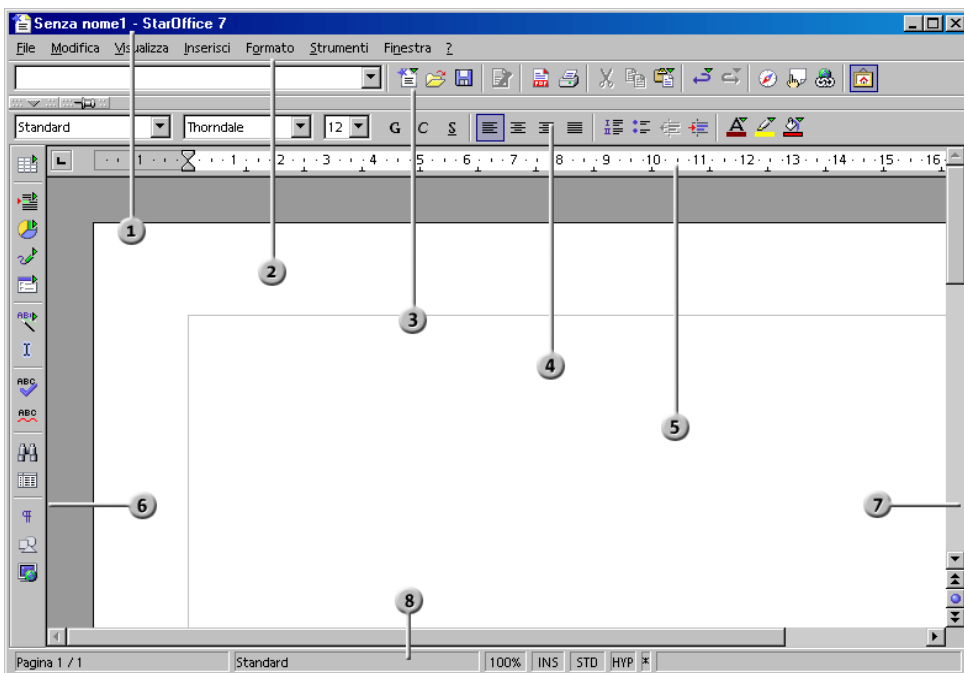 Senza nome1 - StarOffice 7
File Modifica Visualizza Inserisci Formato Strumenti Finestra ?
Standard Thorndale 12 G C S
1 1 2 3 4 5 6 7 8 9 10 11 12 13 14 15 16
1
2
3
4
5
6
7
8
Pagina 1 / 1 Standard 100% INS STD HYP *